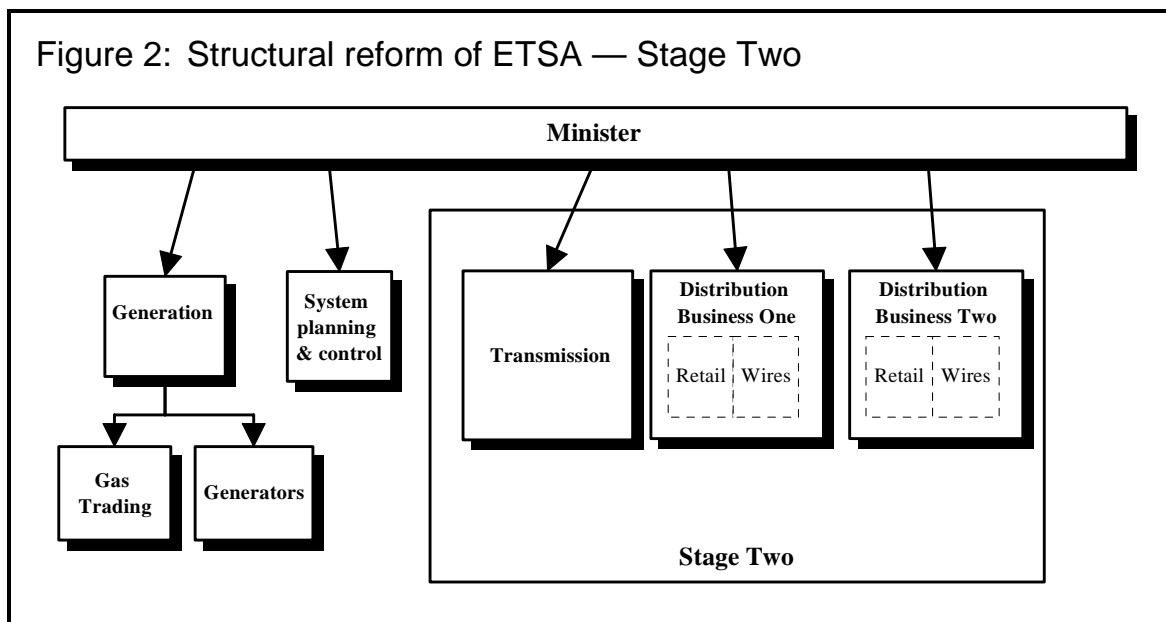 Figure 2: Structural reform of ETSA — Stage Two
Minister
Generation
System
planning
& control
Transmission
Distribution
Business One
Retail
Wires
Distribution
Business Two
Retail
Wires
Gas
Trading
Generators
Stage Two